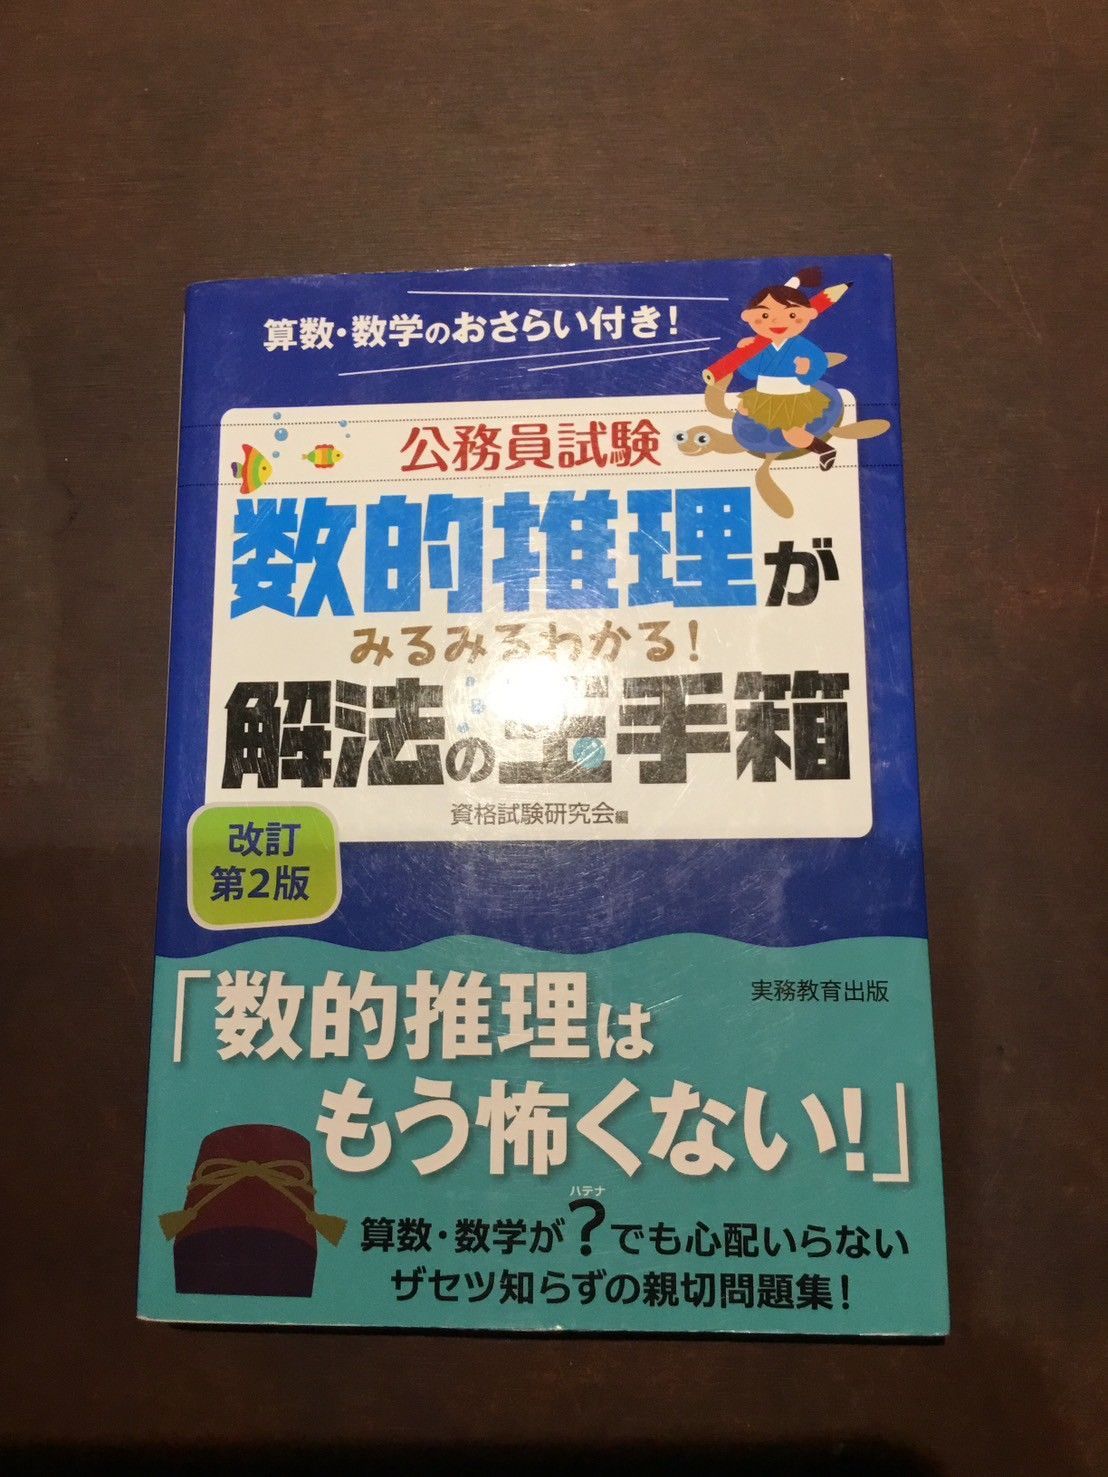 算数・数学のおさらい付き!
公務員試験
数的推理が
みるみるわかる!
解法の玉手箱
資格試験研究会編
改訂
第2版
実務教育出版
「数的推理は
もう怖くない!」
ハテナ
算数・数学が?でも心配いらない
ザセツ知らずの親切問題集!